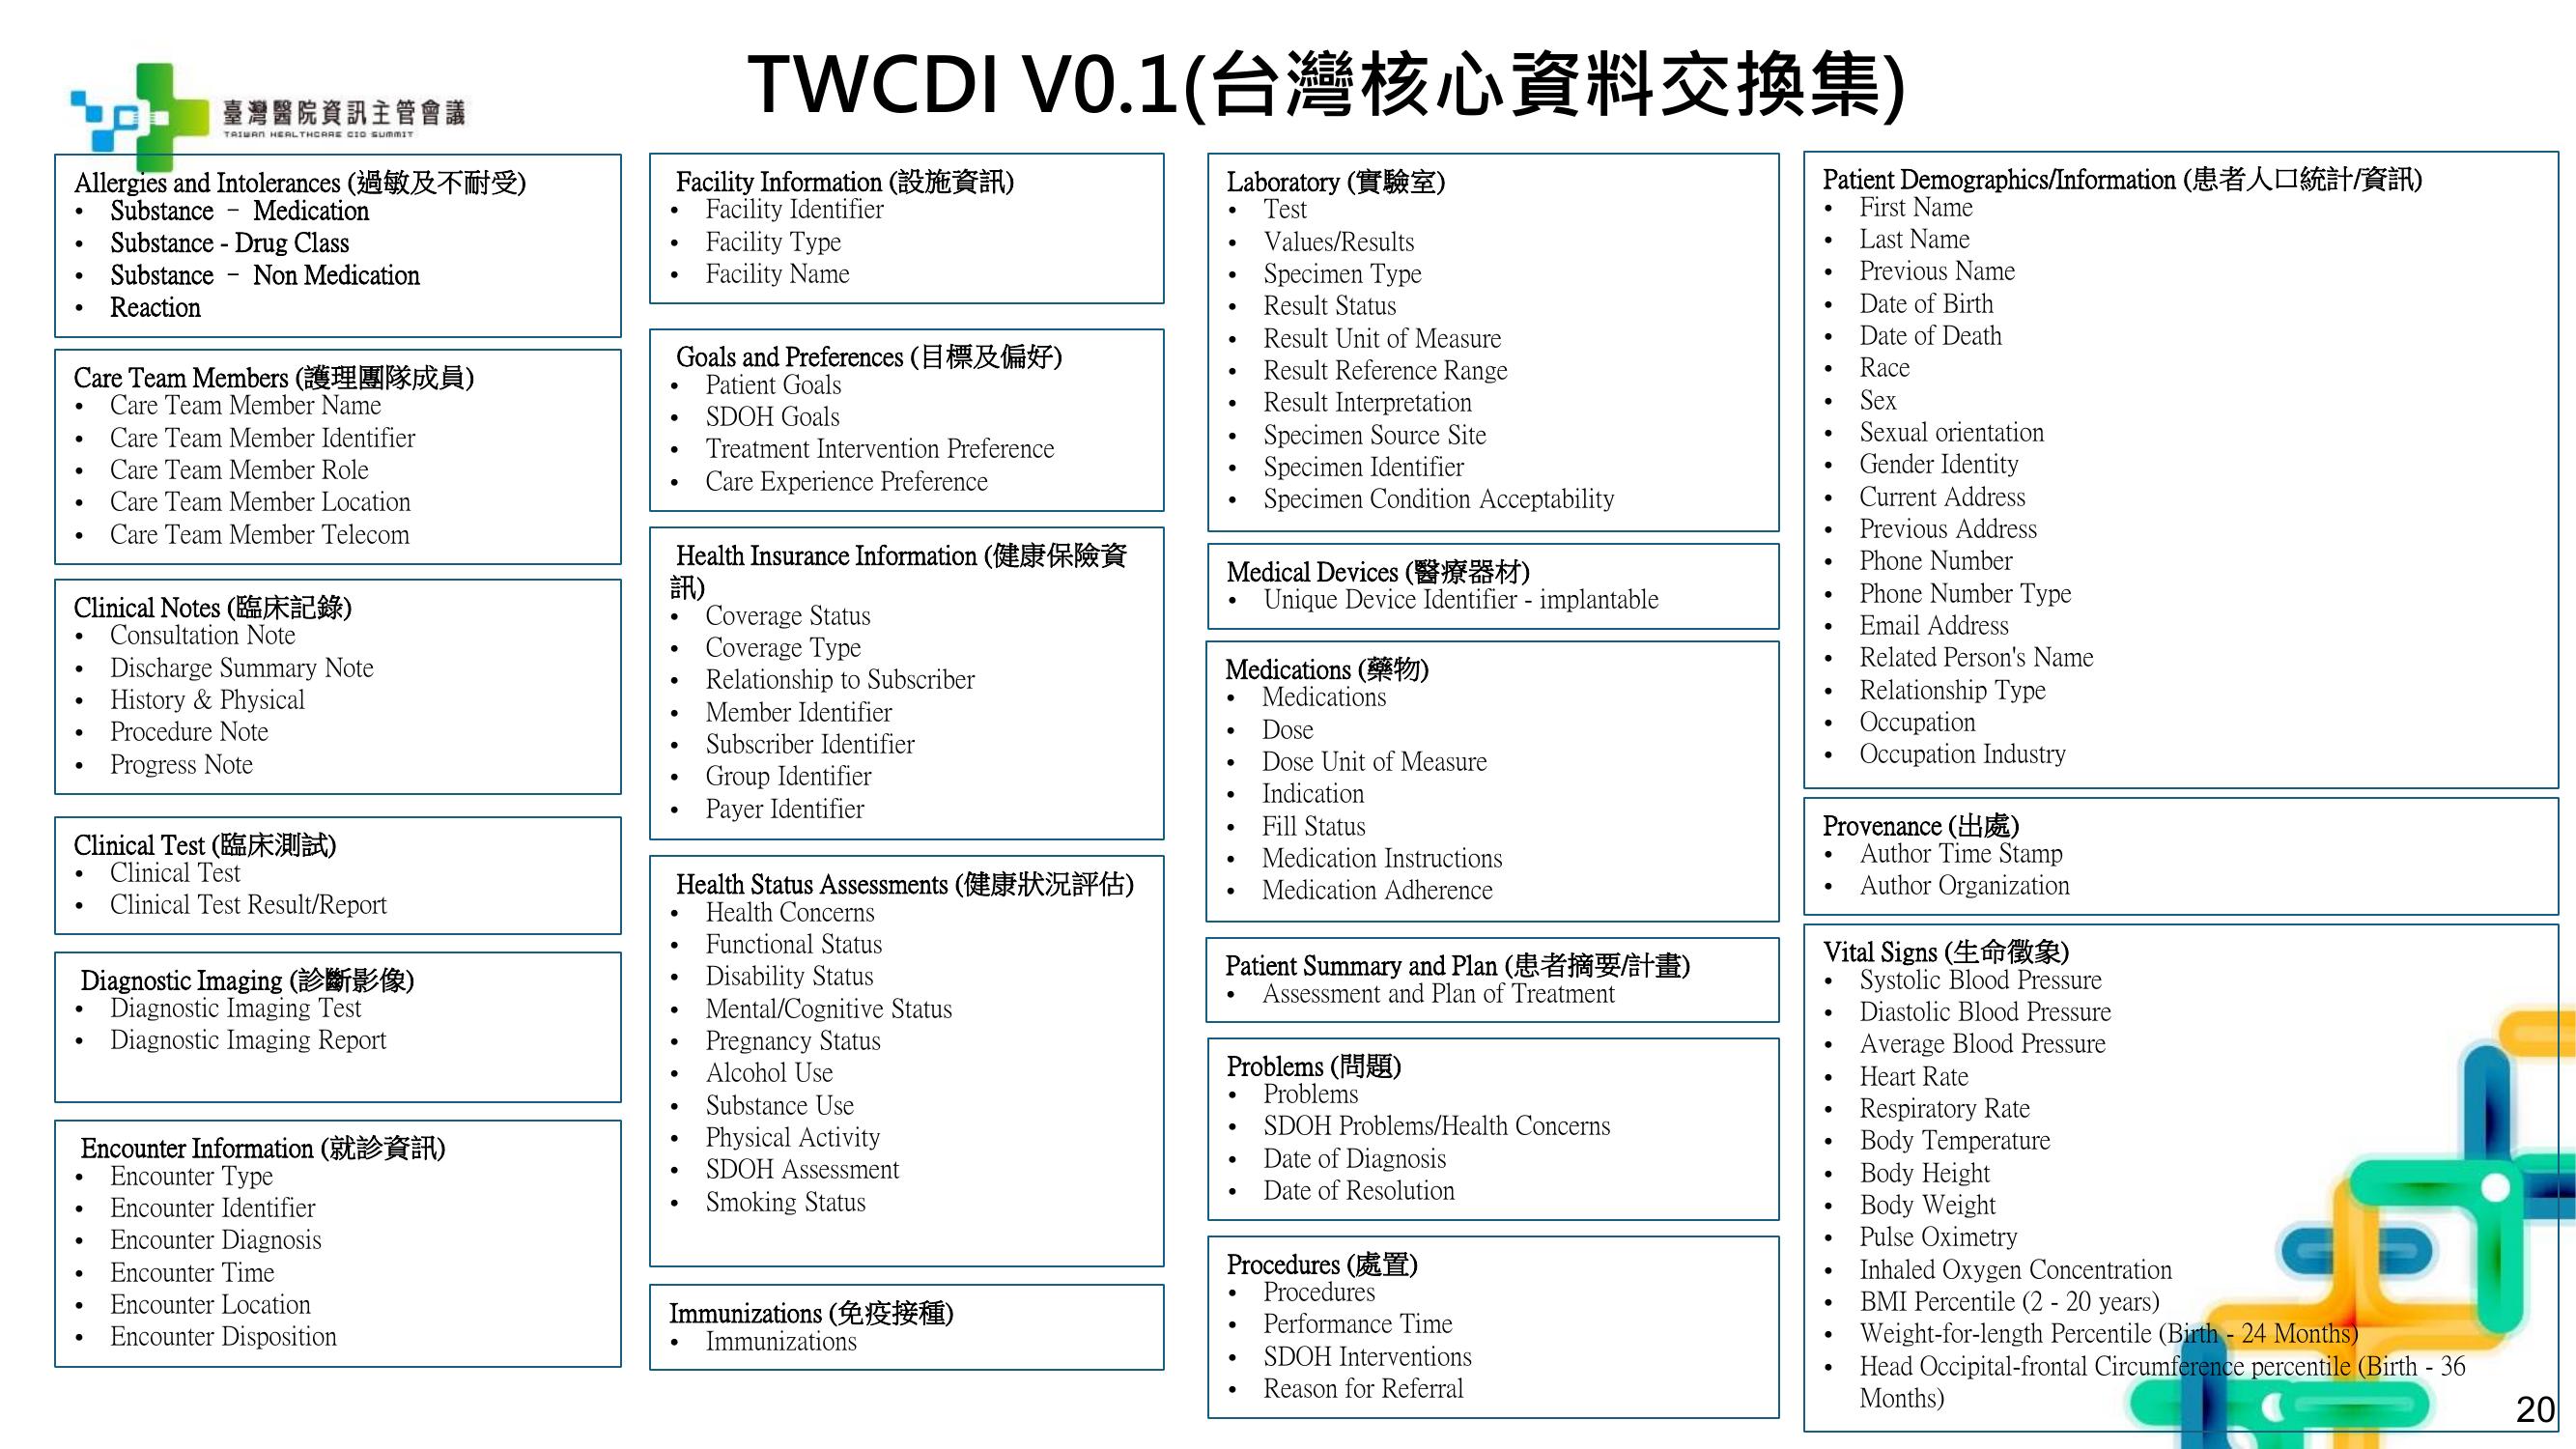 TWCDI V0.1(台灣核心資料交換集)
臺灣醫院資訊主管會議
TAIWAN HEALTHCARE CIO SUMMIT
Allergies and Intolerances (過敏及不耐受)
• Substance – Medication
• Substance - Drug Class
• Substance – Non Medication
• Reaction
Care Team Members (護理團隊成員)
• Care Team Member Name
• Care Team Member Identifier
• Care Team Member Role
• Care Team Member Location
• Care Team Member Telecom
Clinical Notes (臨床記錄)
• Consultation Note
• Discharge Summary Note
• History & Physical
• Procedure Note
• Progress Note
Clinical Test (臨床測試)
• Clinical Test
• Clinical Test Result/Report
Diagnostic Imaging (診斷影像)
• Diagnostic Imaging Test
• Diagnostic Imaging Report
Encounter Information (就診資訊)
• Encounter Type
• Encounter Identifier
• Encounter Diagnosis
• Encounter Time
• Encounter Location
• Encounter Disposition
Facility Information (設施資訊)
• Facility Identifier
• Facility Type
• Facility Name
Goals and Preferences (目標及偏好)
• Patient Goals
• SDOH Goals
• Treatment Intervention Preference
• Care Experience Preference
Health Insurance Information (健康保險資
訊)
• Coverage Status
• Coverage Type
• Relationship to Subscriber
• Member Identifier
• Subscriber Identifier
• Group Identifier
• Payer Identifier
Health Status Assessments (健康狀況評估)
• Health Concerns
• Functional Status
• Disability Status
• Mental/Cognitive Status
• Pregnancy Status
• Alcohol Use
• Substance Use
• Physical Activity
• SDOH Assessment
• Smoking Status
Immunizations (免疫接種)
• Immunizations
Laboratory (實驗室)
• Test
• Values/Results
• Specimen Type
• Result Status
• Result Unit of Measure
• Result Reference Range
• Result Interpretation
• Specimen Source Site
• Specimen Identifier
• Specimen Condition Acceptability
Medical Devices (醫療器材)
• Unique Device Identifier - implantable
Medications (藥物)
• Medications
• Dose
• Dose Unit of Measure
• Indication
• Fill Status
• Medication Instructions
• Medication Adherence
Patient Summary and Plan (患者摘要/計畫)
• Assessment and Plan of Treatment
Problems (問題)
• Problems
• SDOH Problems/Health Concerns
• Date of Diagnosis
• Date of Resolution
Procedures (處置)
• Procedures
• Performance Time
• SDOH Interventions
• Reason for Referral
Patient Demographics/Information (患者人口統計/資訊)
• First Name
• Last Name
• Previous Name
• Date of Birth
• Date of Death
• Race
• Sex
• Sexual orientation
• Gender Identity
• Current Address
• Previous Address
• Phone Number
• Phone Number Type
• Email Address
• Related Person's Name
• Relationship Type
• Occupation
• Occupation Industry
Provenance (出處)
• Author Time Stamp
• Author Organization
Vital Signs (生命徵象)
• Systolic Blood Pressure
• Diastolic Blood Pressure
• Average Blood Pressure
• Heart Rate
• Respiratory Rate
• Body Temperature
• Body Height
• Body Weight
• Pulse Oximetry
• Inhaled Oxygen Concentration
• BMI Percentile (2 - 20 years)
• Weight-for-length Percentile (Birth - 24 Months)
• Head Occipital-frontal Circumference percentile (Birth - 36
Months)
20